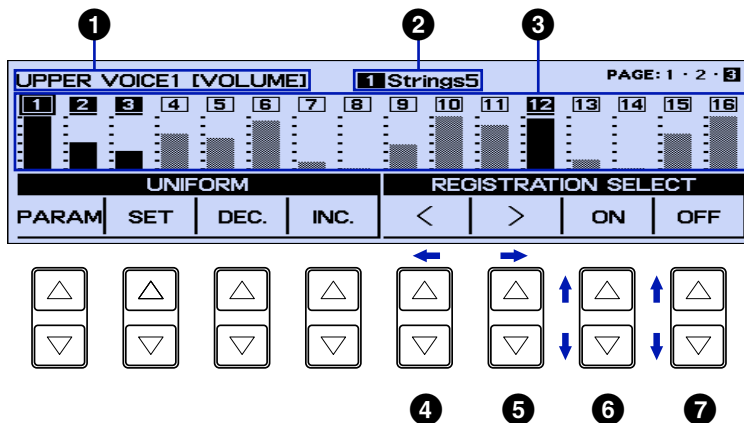 1 2 3
UPPER VOICE1 [VOLUME] 1 Strings5 PAGE: 1 · 2 · 3
1 2 3 4 5 6 7 8 9 10 11 12 13 14 15 16
UNIFORM REGISTRATION SELECT
PARAM SET DEC. INC. < > ON OFF
4 5 6 7